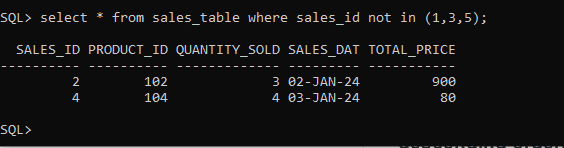 SQL> select * from sales_table where sales_id not in (1,3,5);
SALES_ID PRODUCT_ID QUANTITY_SOLD SALES_DAT TOTAL_PRICE
---------- ---------- ------------- --------- -----------
2 102 3 02-JAN-24 900
4 104 4 03-JAN-24 80
SQL>